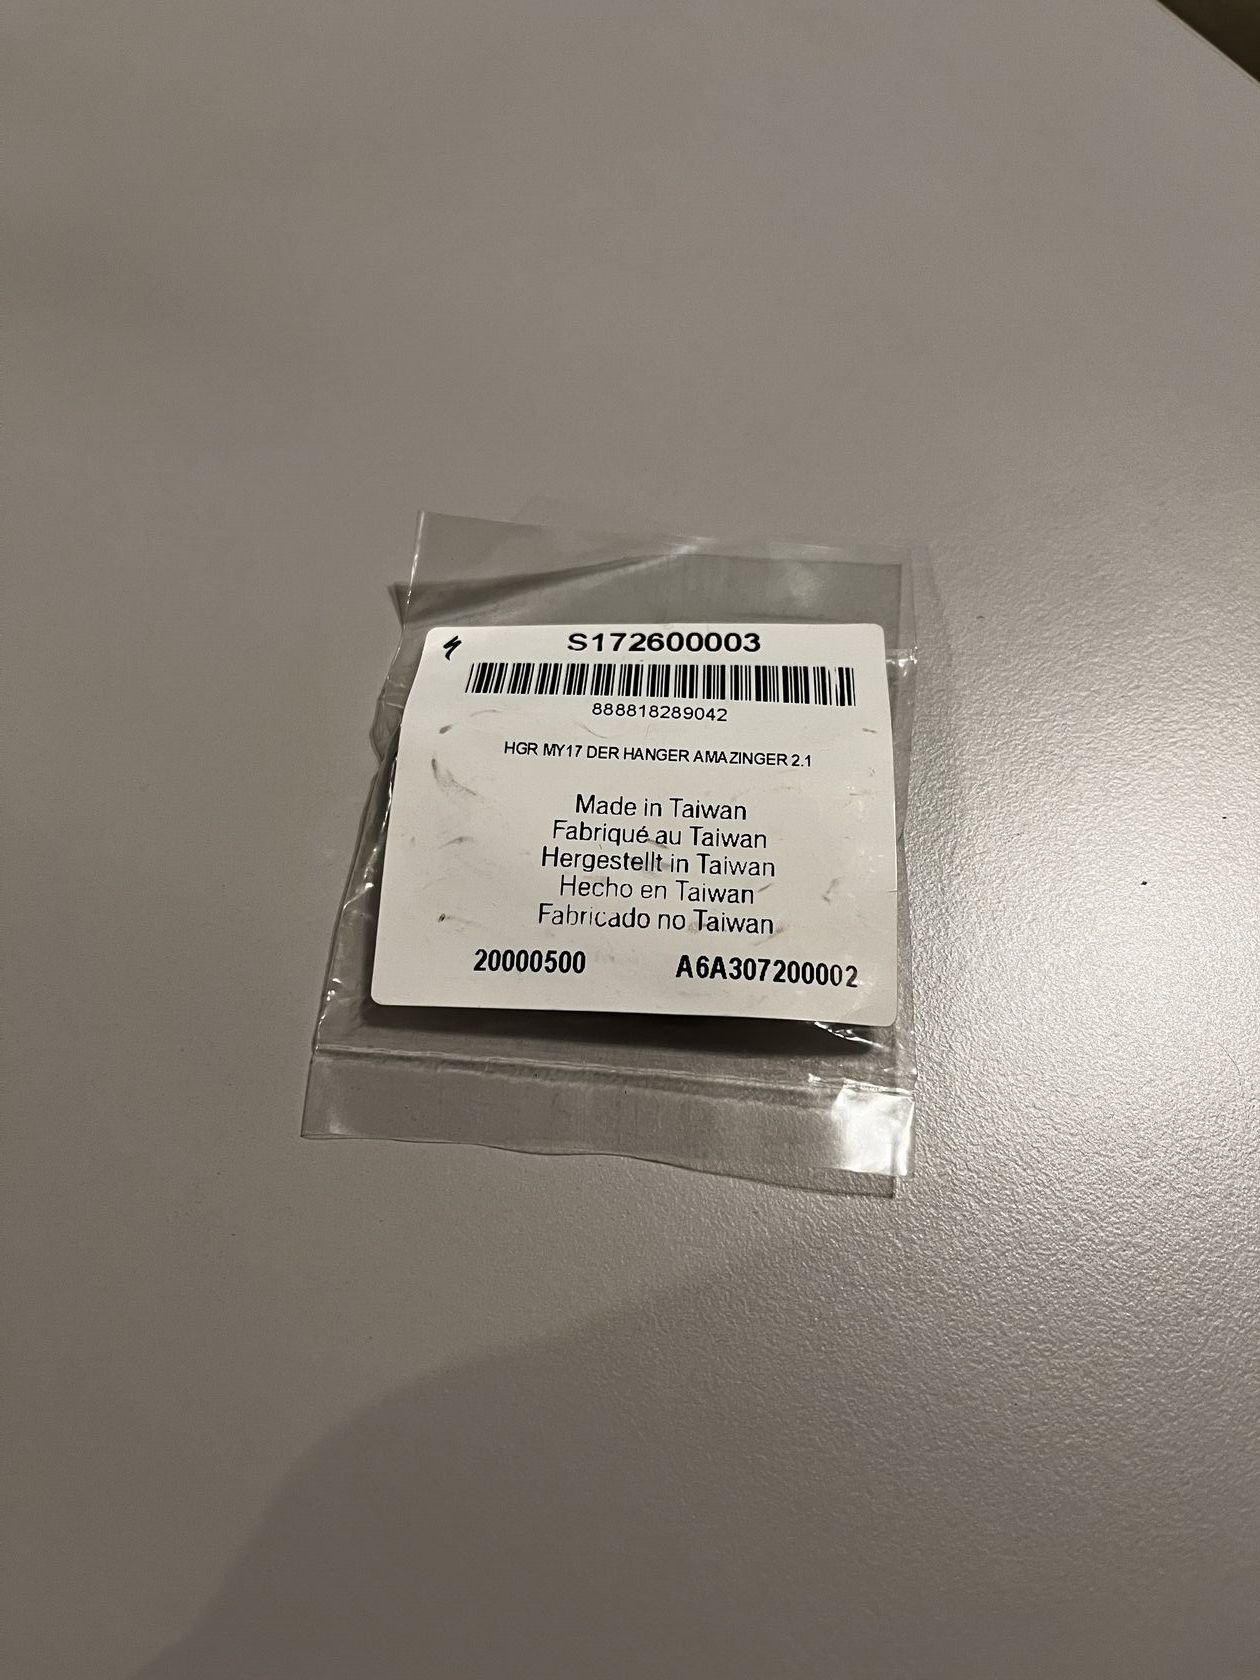 S172600003
888818289042
HGR MY17 DER HANGER AMAZINGER 2.1
Made in Taiwan
Fabriqué au Taiwan
Hergestellt in Taiwan
Hecho en Taiwan
Fabricado no Taiwan
20000500 A6A307200002